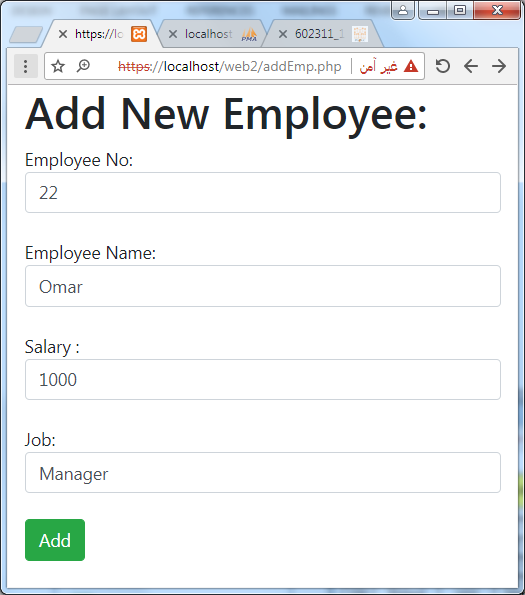 https://lo
localhost
PMA
602311_1
https://localhost/web2/addEmp.php
غير آمن
Add New Employee:
Employee No:
22
Employee Name:
Omar
Salary :
1000
Job:
Manager
Add